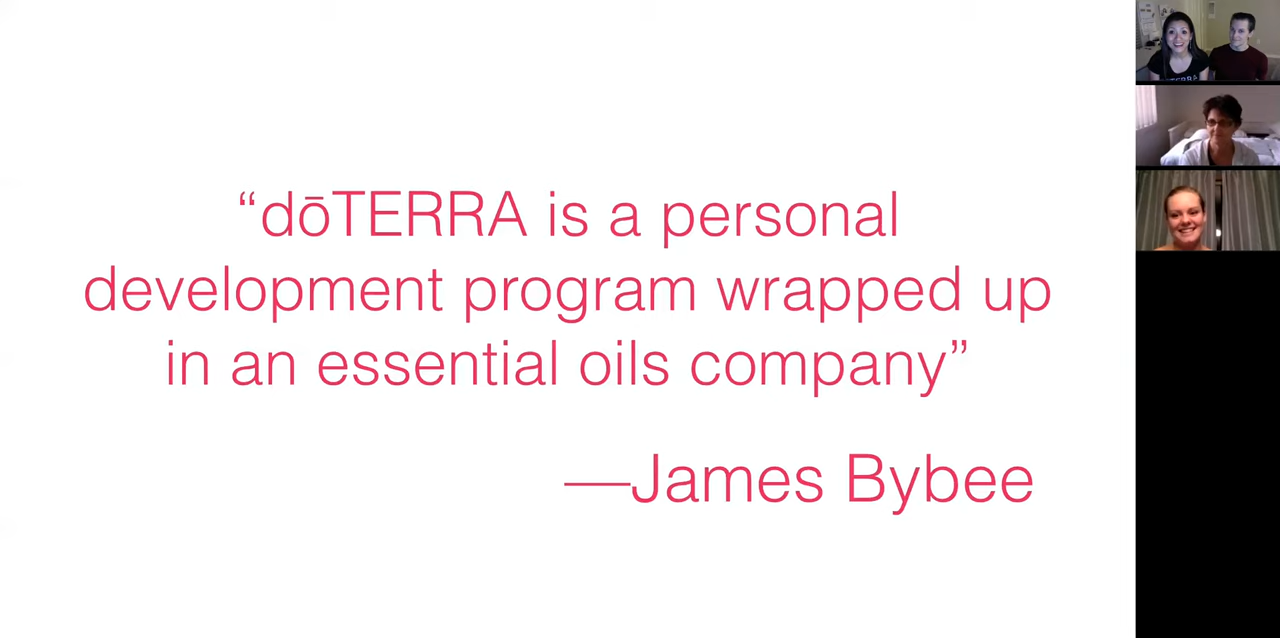 “dōTERRA is a personal
development program wrapped up
in an essential oils company”
—James Bybee